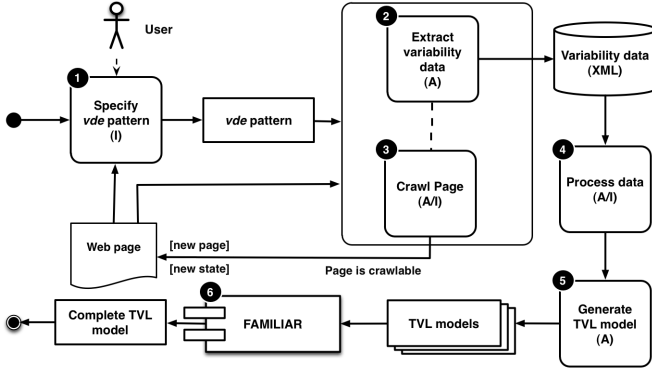 User
1
Specify
vde pattern
(I)
vde pattern
2
Extract
variability
data
(A)
Variability data
(XML)
3
Crawl Page
(A/I)
4
Process data
(A/I)
Web page
[new page]
[new state]
Page is crawlable
5
Generate
TVL model
(A)
TVL models
6
FAMILIAR
Complete TVL
model